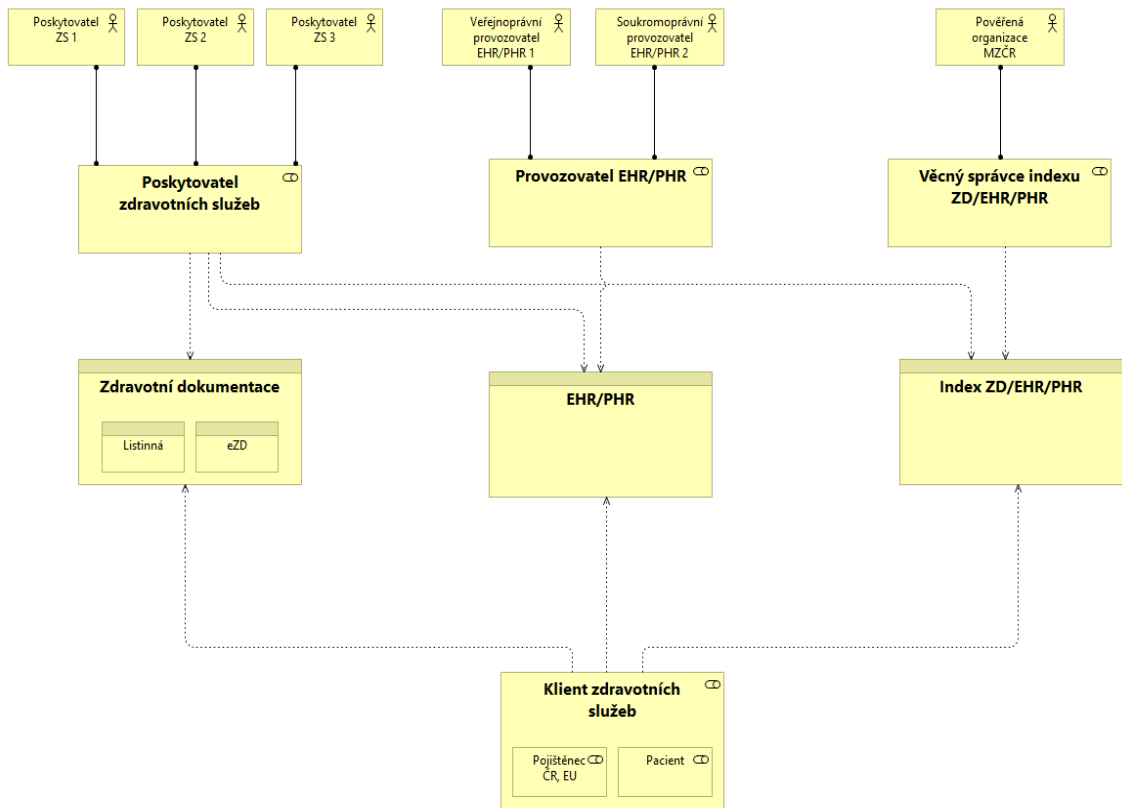 Poskytovatel
ZS 1
Poskytovatel
ZS 2
Poskytovatel
ZS 3
Veřejnoprávní
provozovatel
EHR/PHR 1
Soukromoprávní
provozovatel
EHR/PHR 2
Pověřená
organizace
MZČR
Poskytovatel
zdravotních služeb
Provozovatel EHR/PHR
Věcný správce indexu
ZD/EHR/PHR
Zdravotní dokumentace
Listinná
eZD
EHR/PHR
Index ZD/EHR/PHR
Klient zdravotních
služeb
Pojištěnec
ČR, EU
Pacient